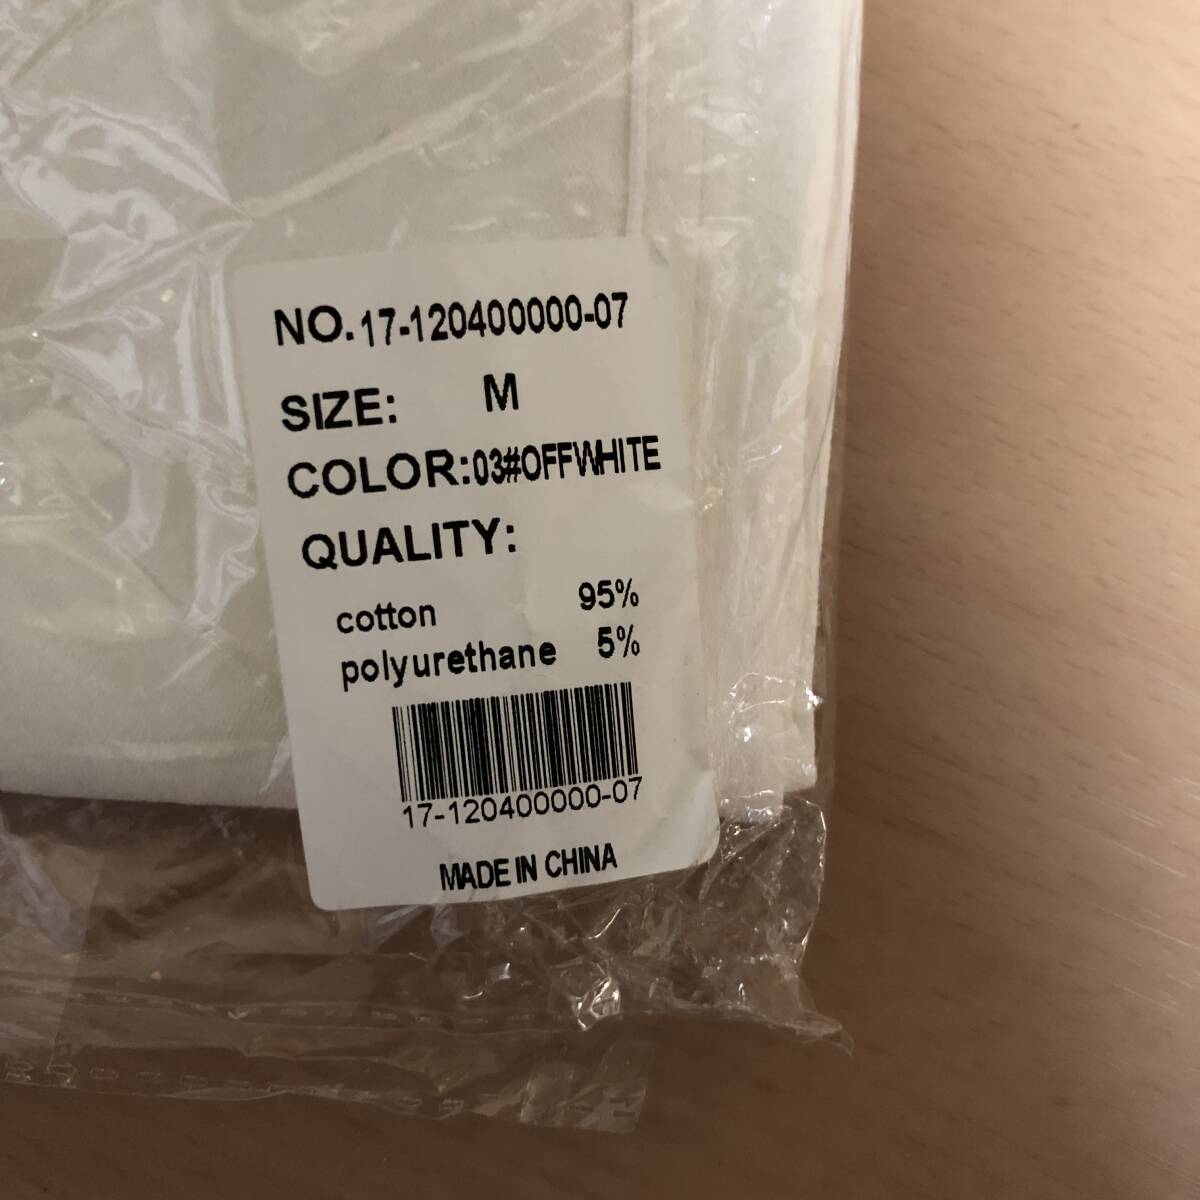 NO.17-120400000-07
SIZE: M
COLOR:03#OFFWHITE
QUALITY:
cotton 95%
polyurethane 5%
17-120400000-07
MADE IN CHINA